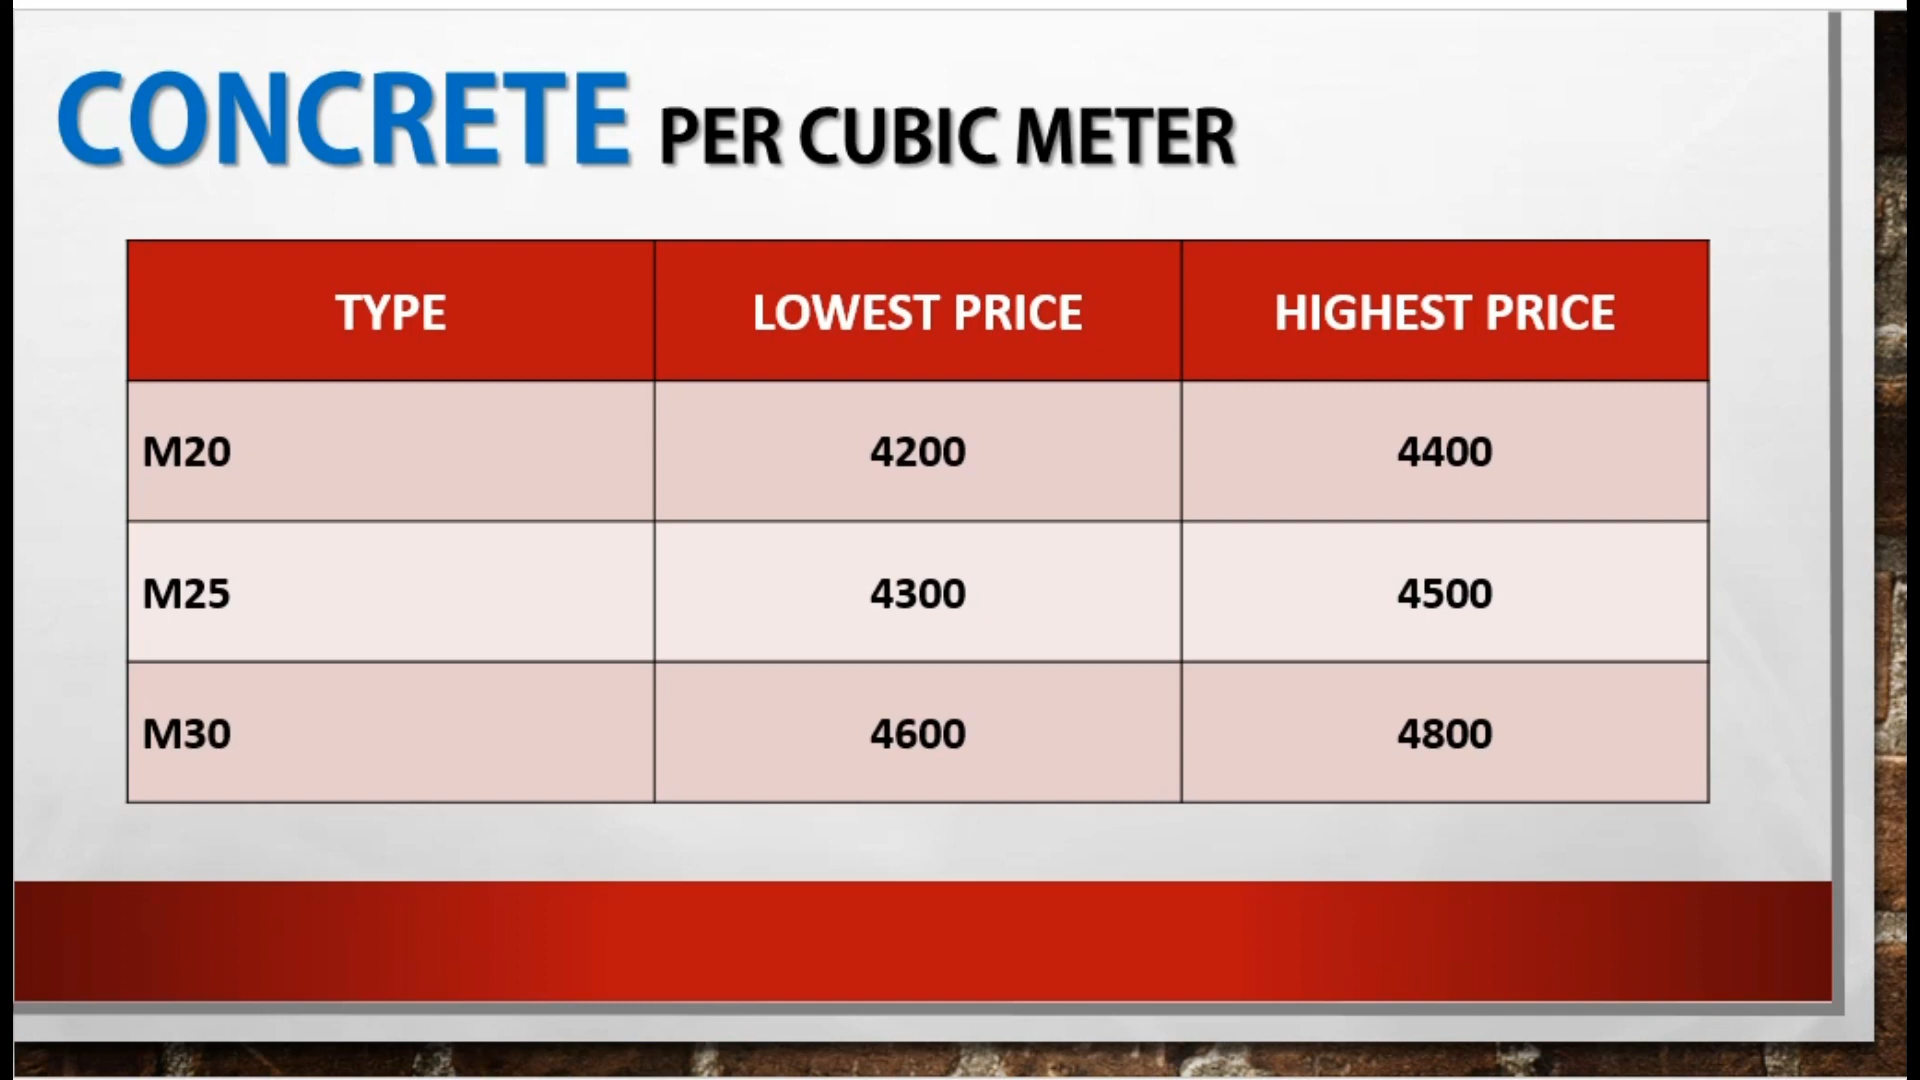 CONCRETE PER CUBIC METER
TYPE LOWEST PRICE HIGHEST PRICE
M20 4200 4400
M25 4300 4500
M30 4600 4800